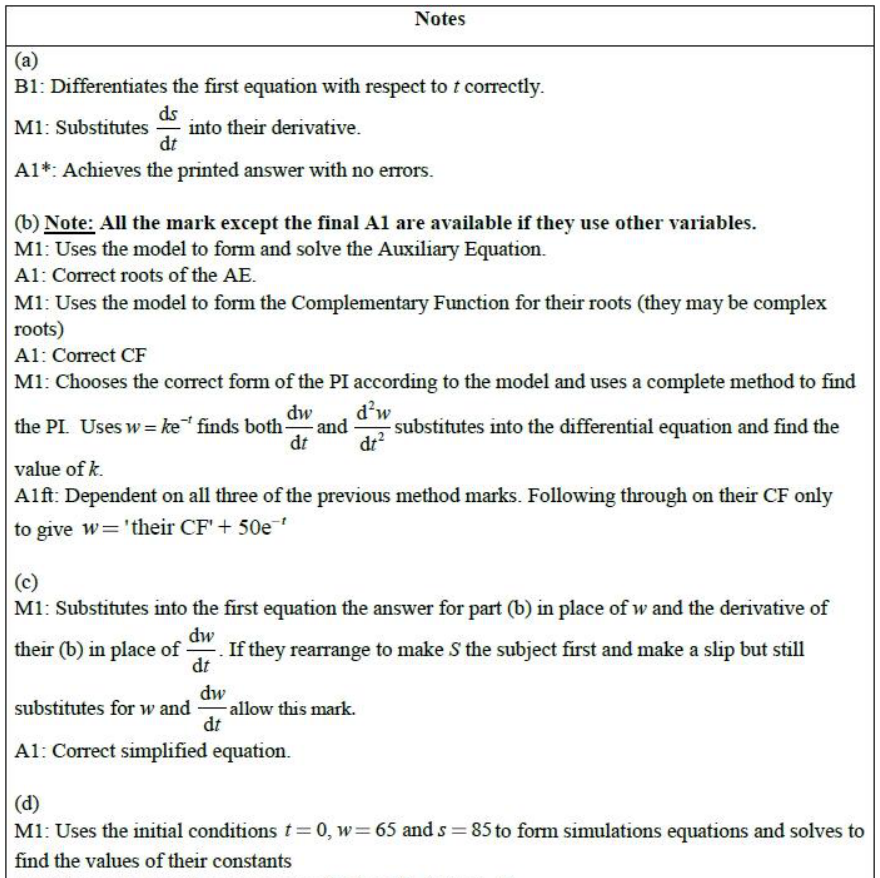 Notes
(a)
B1: Differentiates the first equation with respect to t correctly.
M1: Substitutes ds/dt into their derivative.
A1*: Achieves the printed answer with no errors.
(b) Note: All the mark except the final A1 are available if they use other variables.
M1: Uses the model to form and solve the Auxiliary Equation.
A1: Correct roots of the AE.
M1: Uses the model to form the Complementary Function for their roots (they may be complex
roots)
A1: Correct CF
M1: Chooses the correct form of the PI according to the model and uses a complete method to find
the PI. Uses w = ke⁻ᵗ finds both dw/dt and d²w/dt² substitutes into the differential equation and find the
value of k.
A1ft: Dependent on all three of the previous method marks. Following through on their CF only
to give w = 'their CF' + 50e⁻ᵗ
(c)
M1: Substitutes into the first equation the answer for part (b) in place of w and the derivative of
their (b) in place of dw/dt. If they rearrange to make S the subject first and make a slip but still
substitutes for w and dw/dt allow this mark.
A1: Correct simplified equation.
(d)
M1: Uses the initial conditions t = 0, w = 65 and s = 85 to form simulations equations and solves to
find the values of their constants